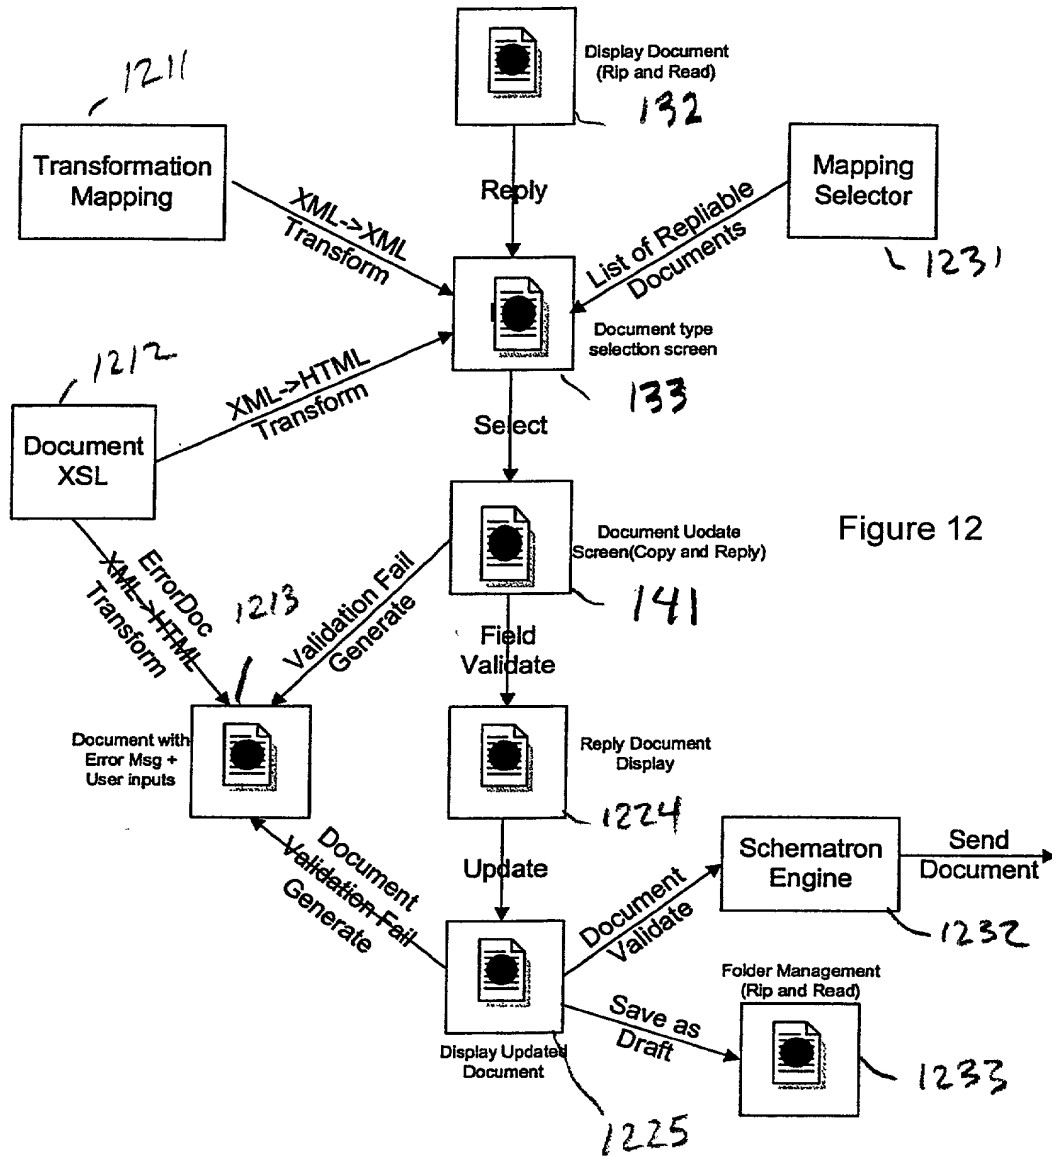 1211
Display Document
(Rip and Read)
132
Transformation
Mapping
Mapping
Selector
Reply
XML->XML
Transform
List of Repliable
Documents
1231
Document type
selection screen
133
1212
XML->HTML
Transform
Select
Document
XSL
Document Uodate
Screen(Copy and Reply)
Figure 12
141
ErrorDoc
XML->HTML
Transform
1213
Validation Fail
Generate
Field
Validate
Document with
Error Msg +
User inputs
Reply Document
Display
1224
Update
Document
Validation Fail
Generate
Document
Validate
Schematron
Engine
Send
Document
1232
Folder Management
(Rip and Read)
Save as
Draft
Display Updated
Document
1233
1225